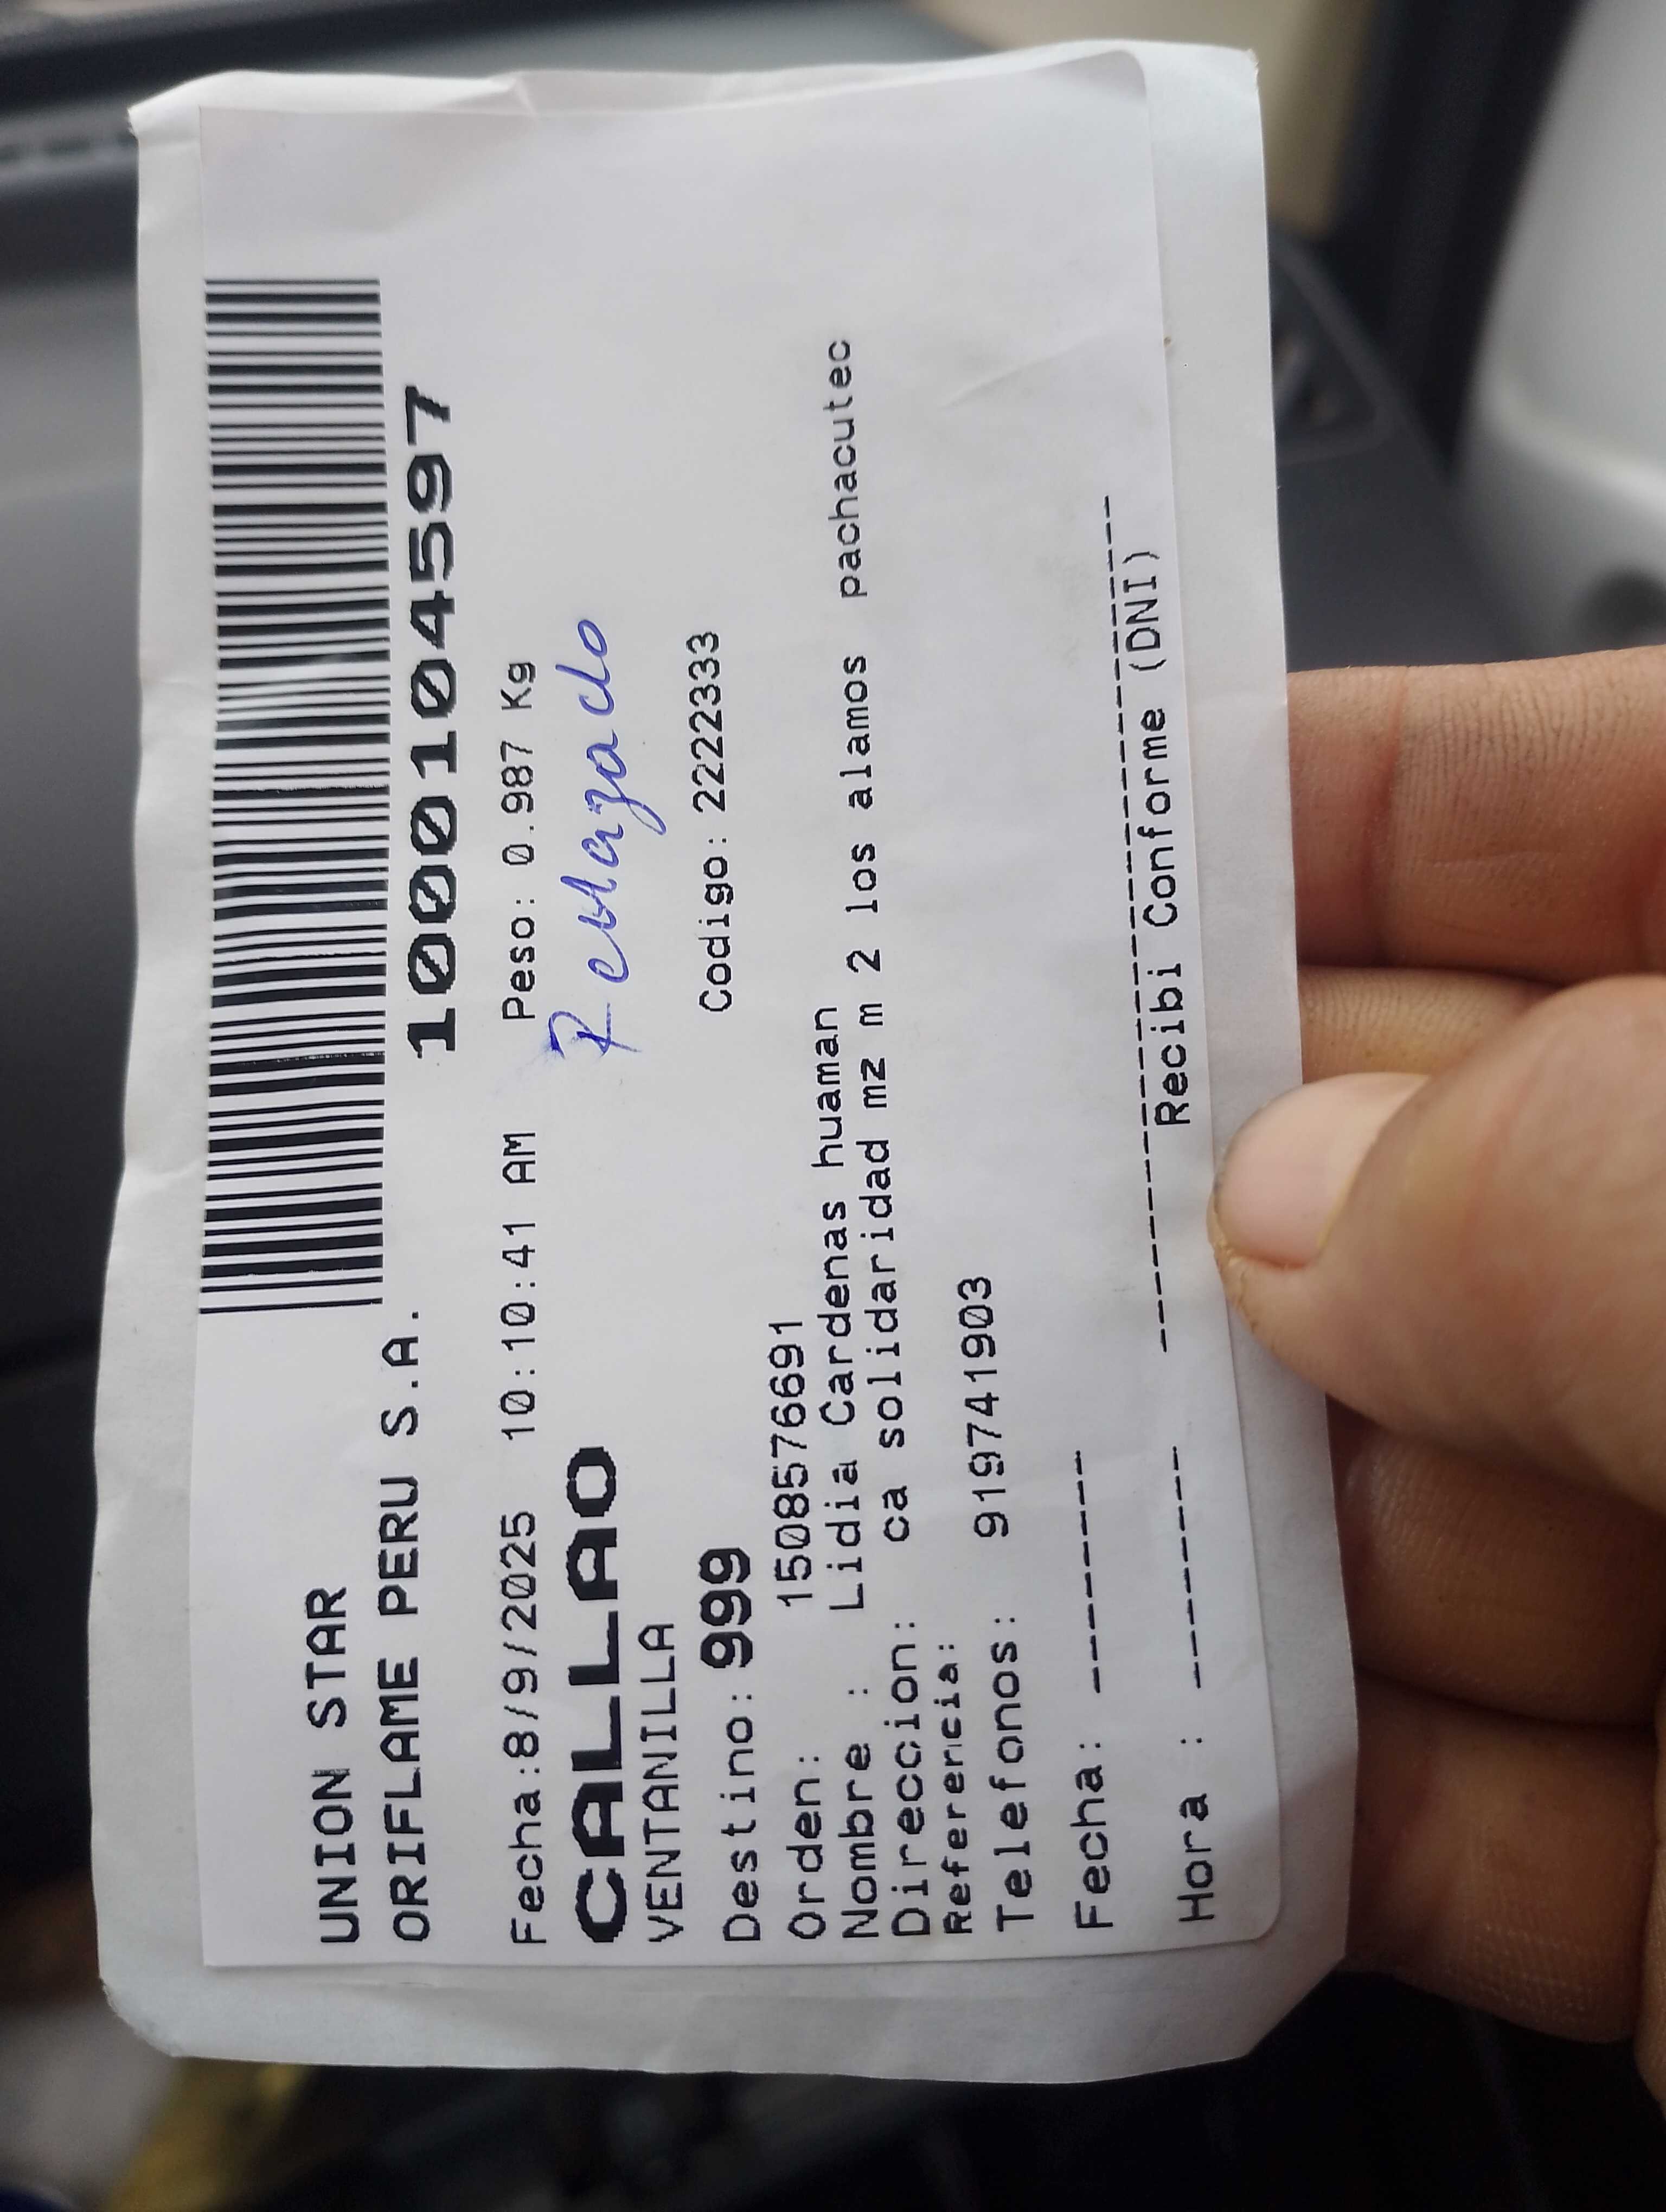 UNION STAR
ORIFLAME PERU S.A.
1000104597
Fecha:8/9/2025 10:10:41 AM Peso: 0.987 Kg
CALLAO
Rechazado
VENTANILLA
Destino: 999 Codigo: 2222333
Orden: 1508576691
Nombre : Lidia Cardenas huaman
Direccion: ca solidaridad mz m 2 los alamos pachacutec
Referencia:
Telefonos: 919741903
Fecha: -------
Hora : ------- Recibi Conforme (DNI)